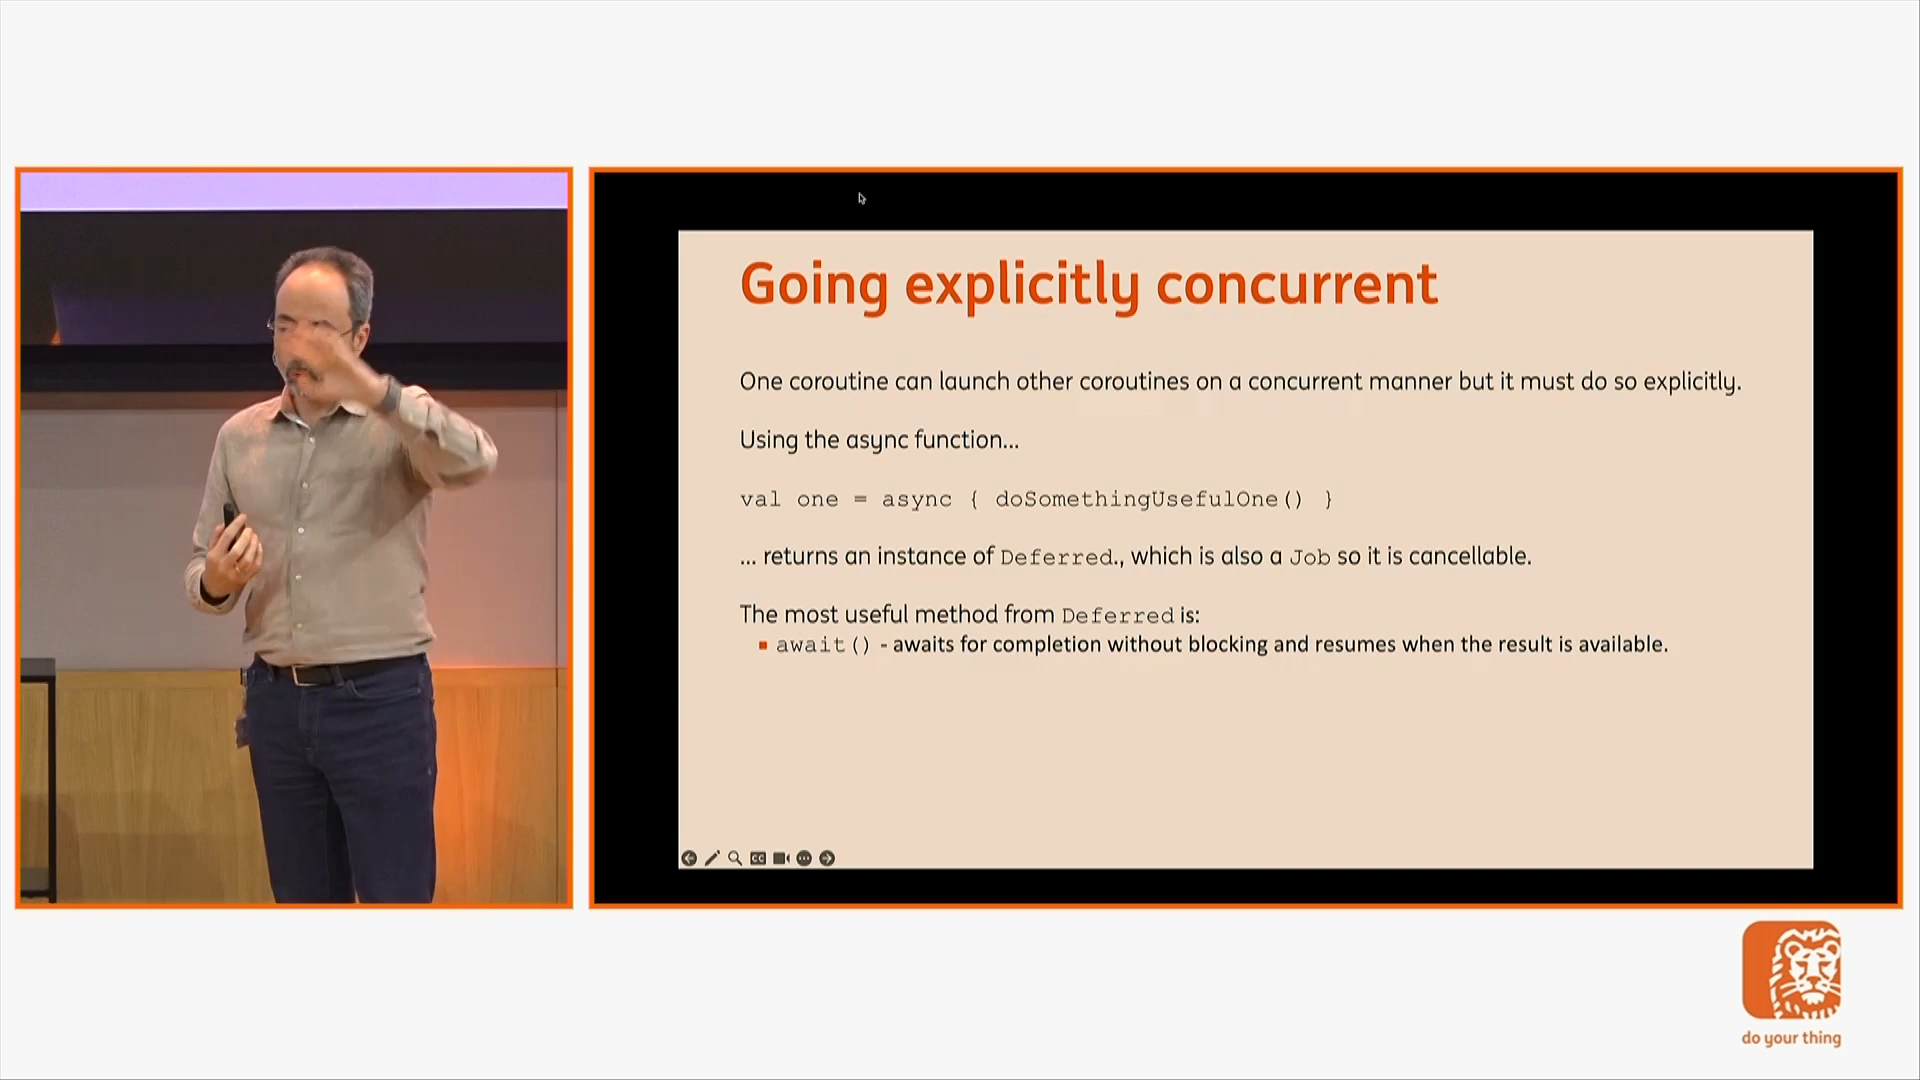 Going explicitly concurrent
One coroutine can launch other coroutines on a concurrent manner but it must do so explicitly.
Using the async function...
val one = async { doSomethingUsefulOne() }
... returns an instance of Deferred., which is also a Job so it is cancellable.
The most useful method from Deferred is:
await() - awaits for completion without blocking and resumes when the result is available.
CC
do your thing